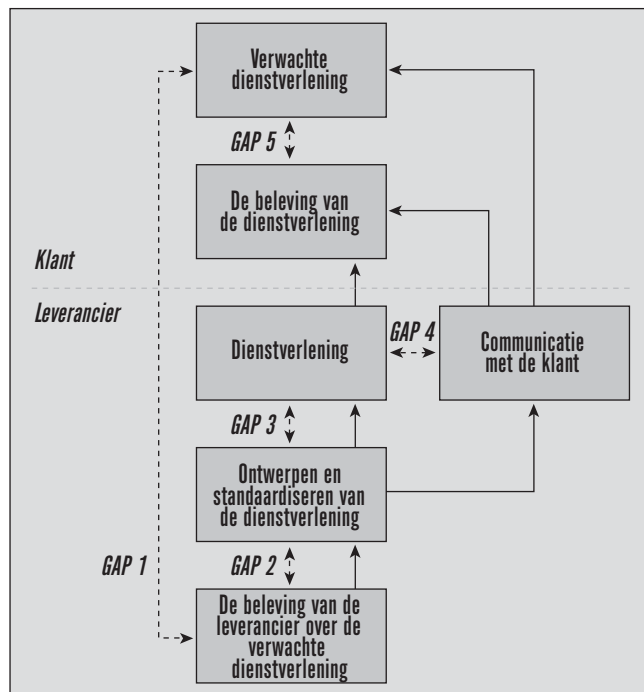 Verwachte
dienstverlening
GAP 5
De beleving van
de dienstverlening
Klant
Leverancier
Dienstverlening
GAP 4
Communicatie
met de klant
GAP 3
Ontwerpen en
standaardiseren van
de dienstverlening
GAP 1
GAP 2
De beleving van de
leverancier over de
verwachte
dienstverlening